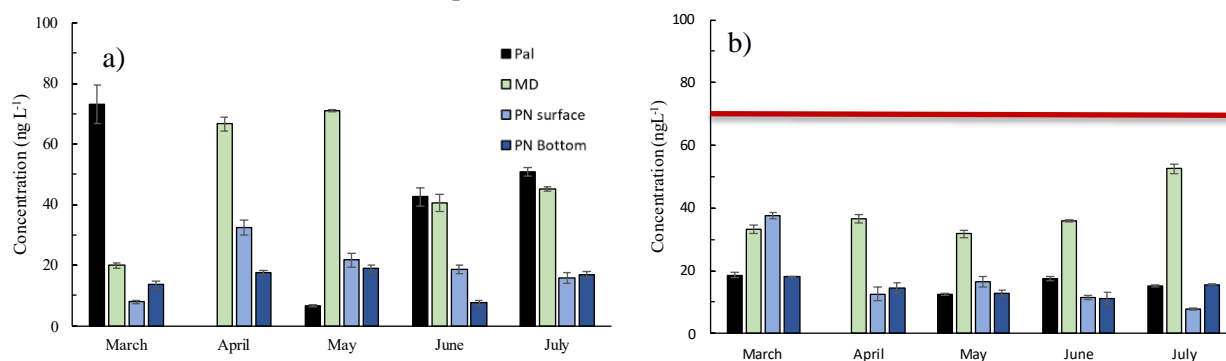 a)
Concentration (ng L-1)
100
80
60
40
20
0
March April May June July
Pal
MD
PN surface
PN Bottom
b)
Concentration (ngL-1)
100
80
60
40
20
0
March April May June July